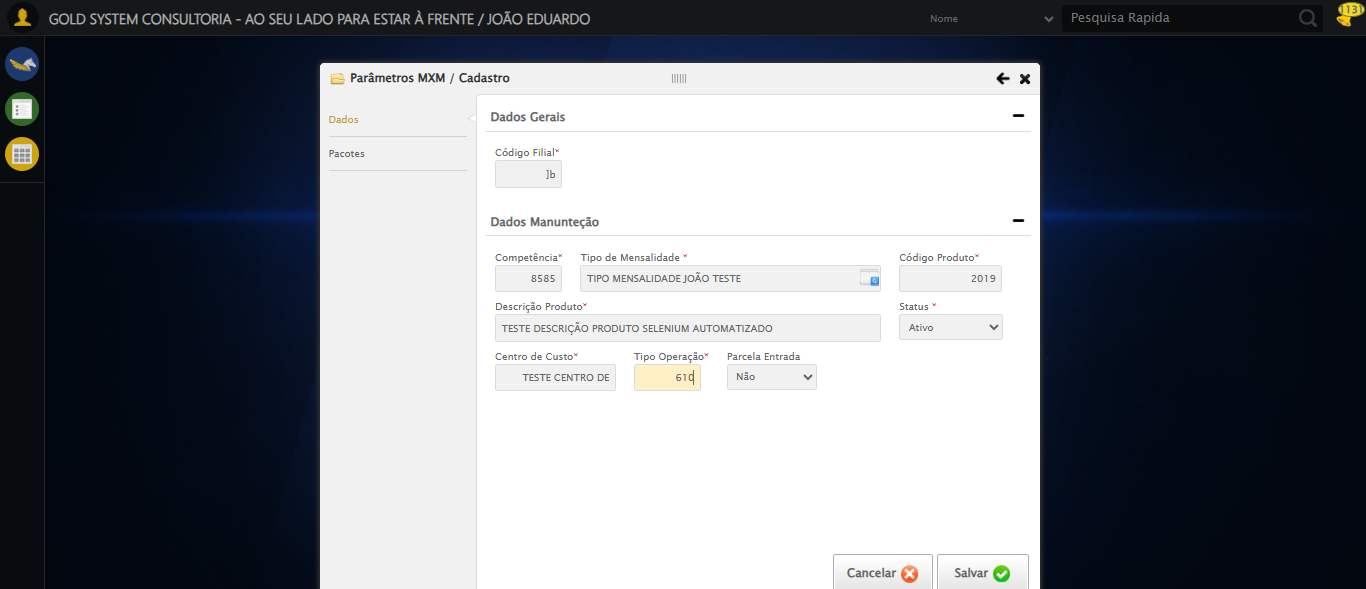 GOLD SYSTEM CONSULTORIA - AO SEU LADO PARA ESTAR À FRENTE / JOÃO EDUARDO
Nome
Pesquisa Rapida
113
Parâmetros MXM / Cadastro
Dados
Pacotes
Dados Gerais
Código Filial*
]b
Dados Manunteção
Competência* Tipo de Mensalidade * Código Produto*
8585 TIPO MENSALIDADE JOÃO TESTE 2019
Descrição Produto* Status *
TESTE DESCRIÇÃO PRODUTO SELENIUM AUTOMATIZADO Ativo
Centro de Custo* Tipo Operação* Parcela Entrada
TESTE CENTRO DE 610 Não
Cancelar Salvar